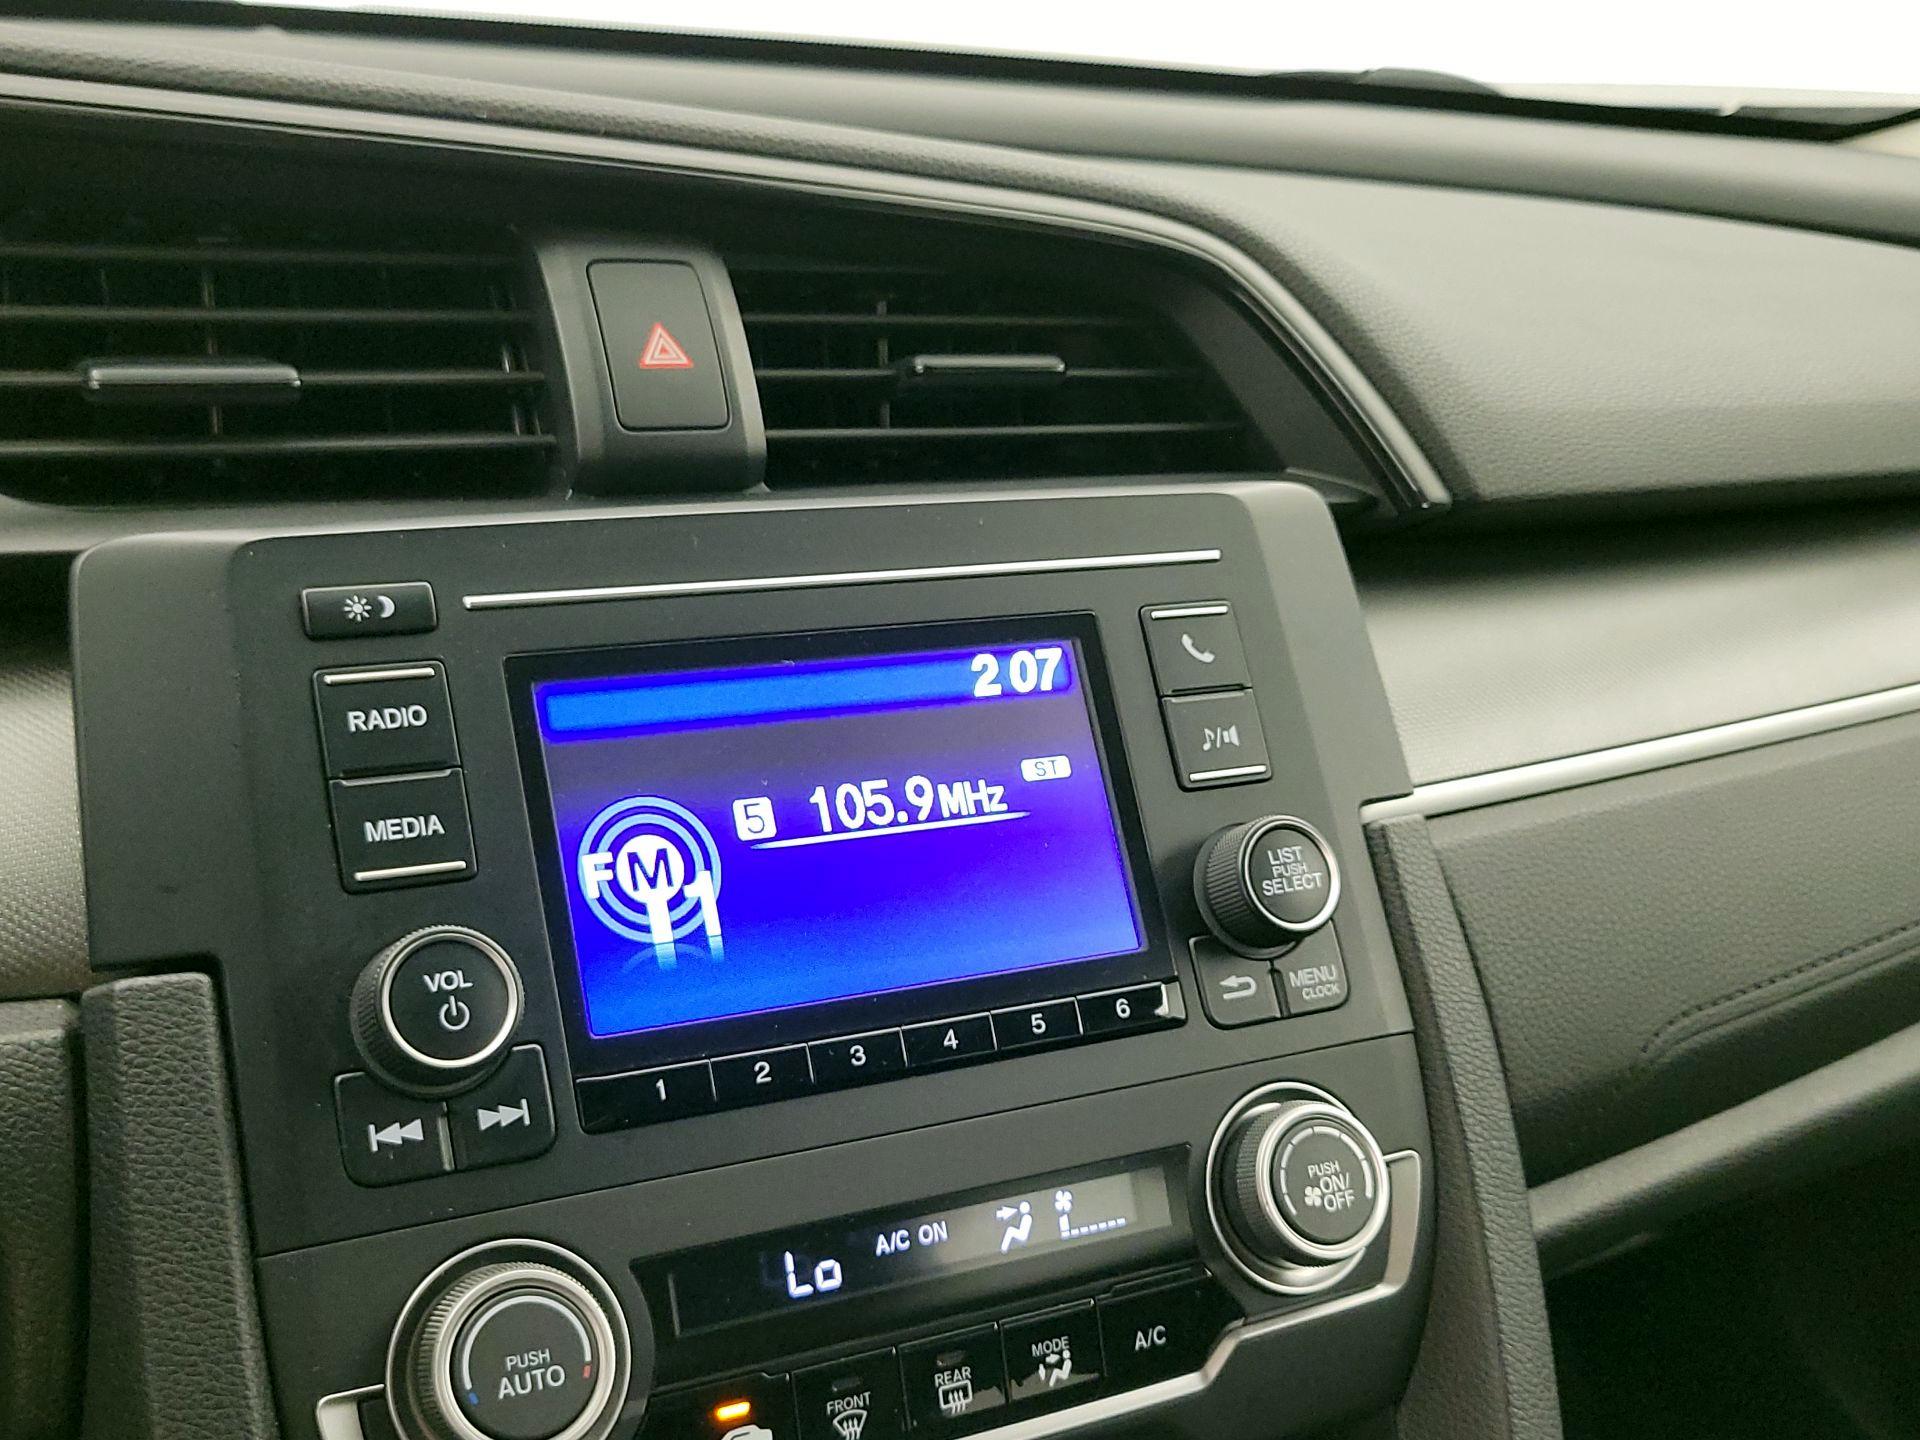 2 07
RADIO
MEDIA
ST
5 105.9MHz
FM
1
LIST
PUSH
SELECT
VOL
MENU
CLOCK
1 2 3 4 5 6
PUSH
ON/
OFF
Lo A/C ON
PUSH
AUTO
FRONT
REAR
MODE
A/C